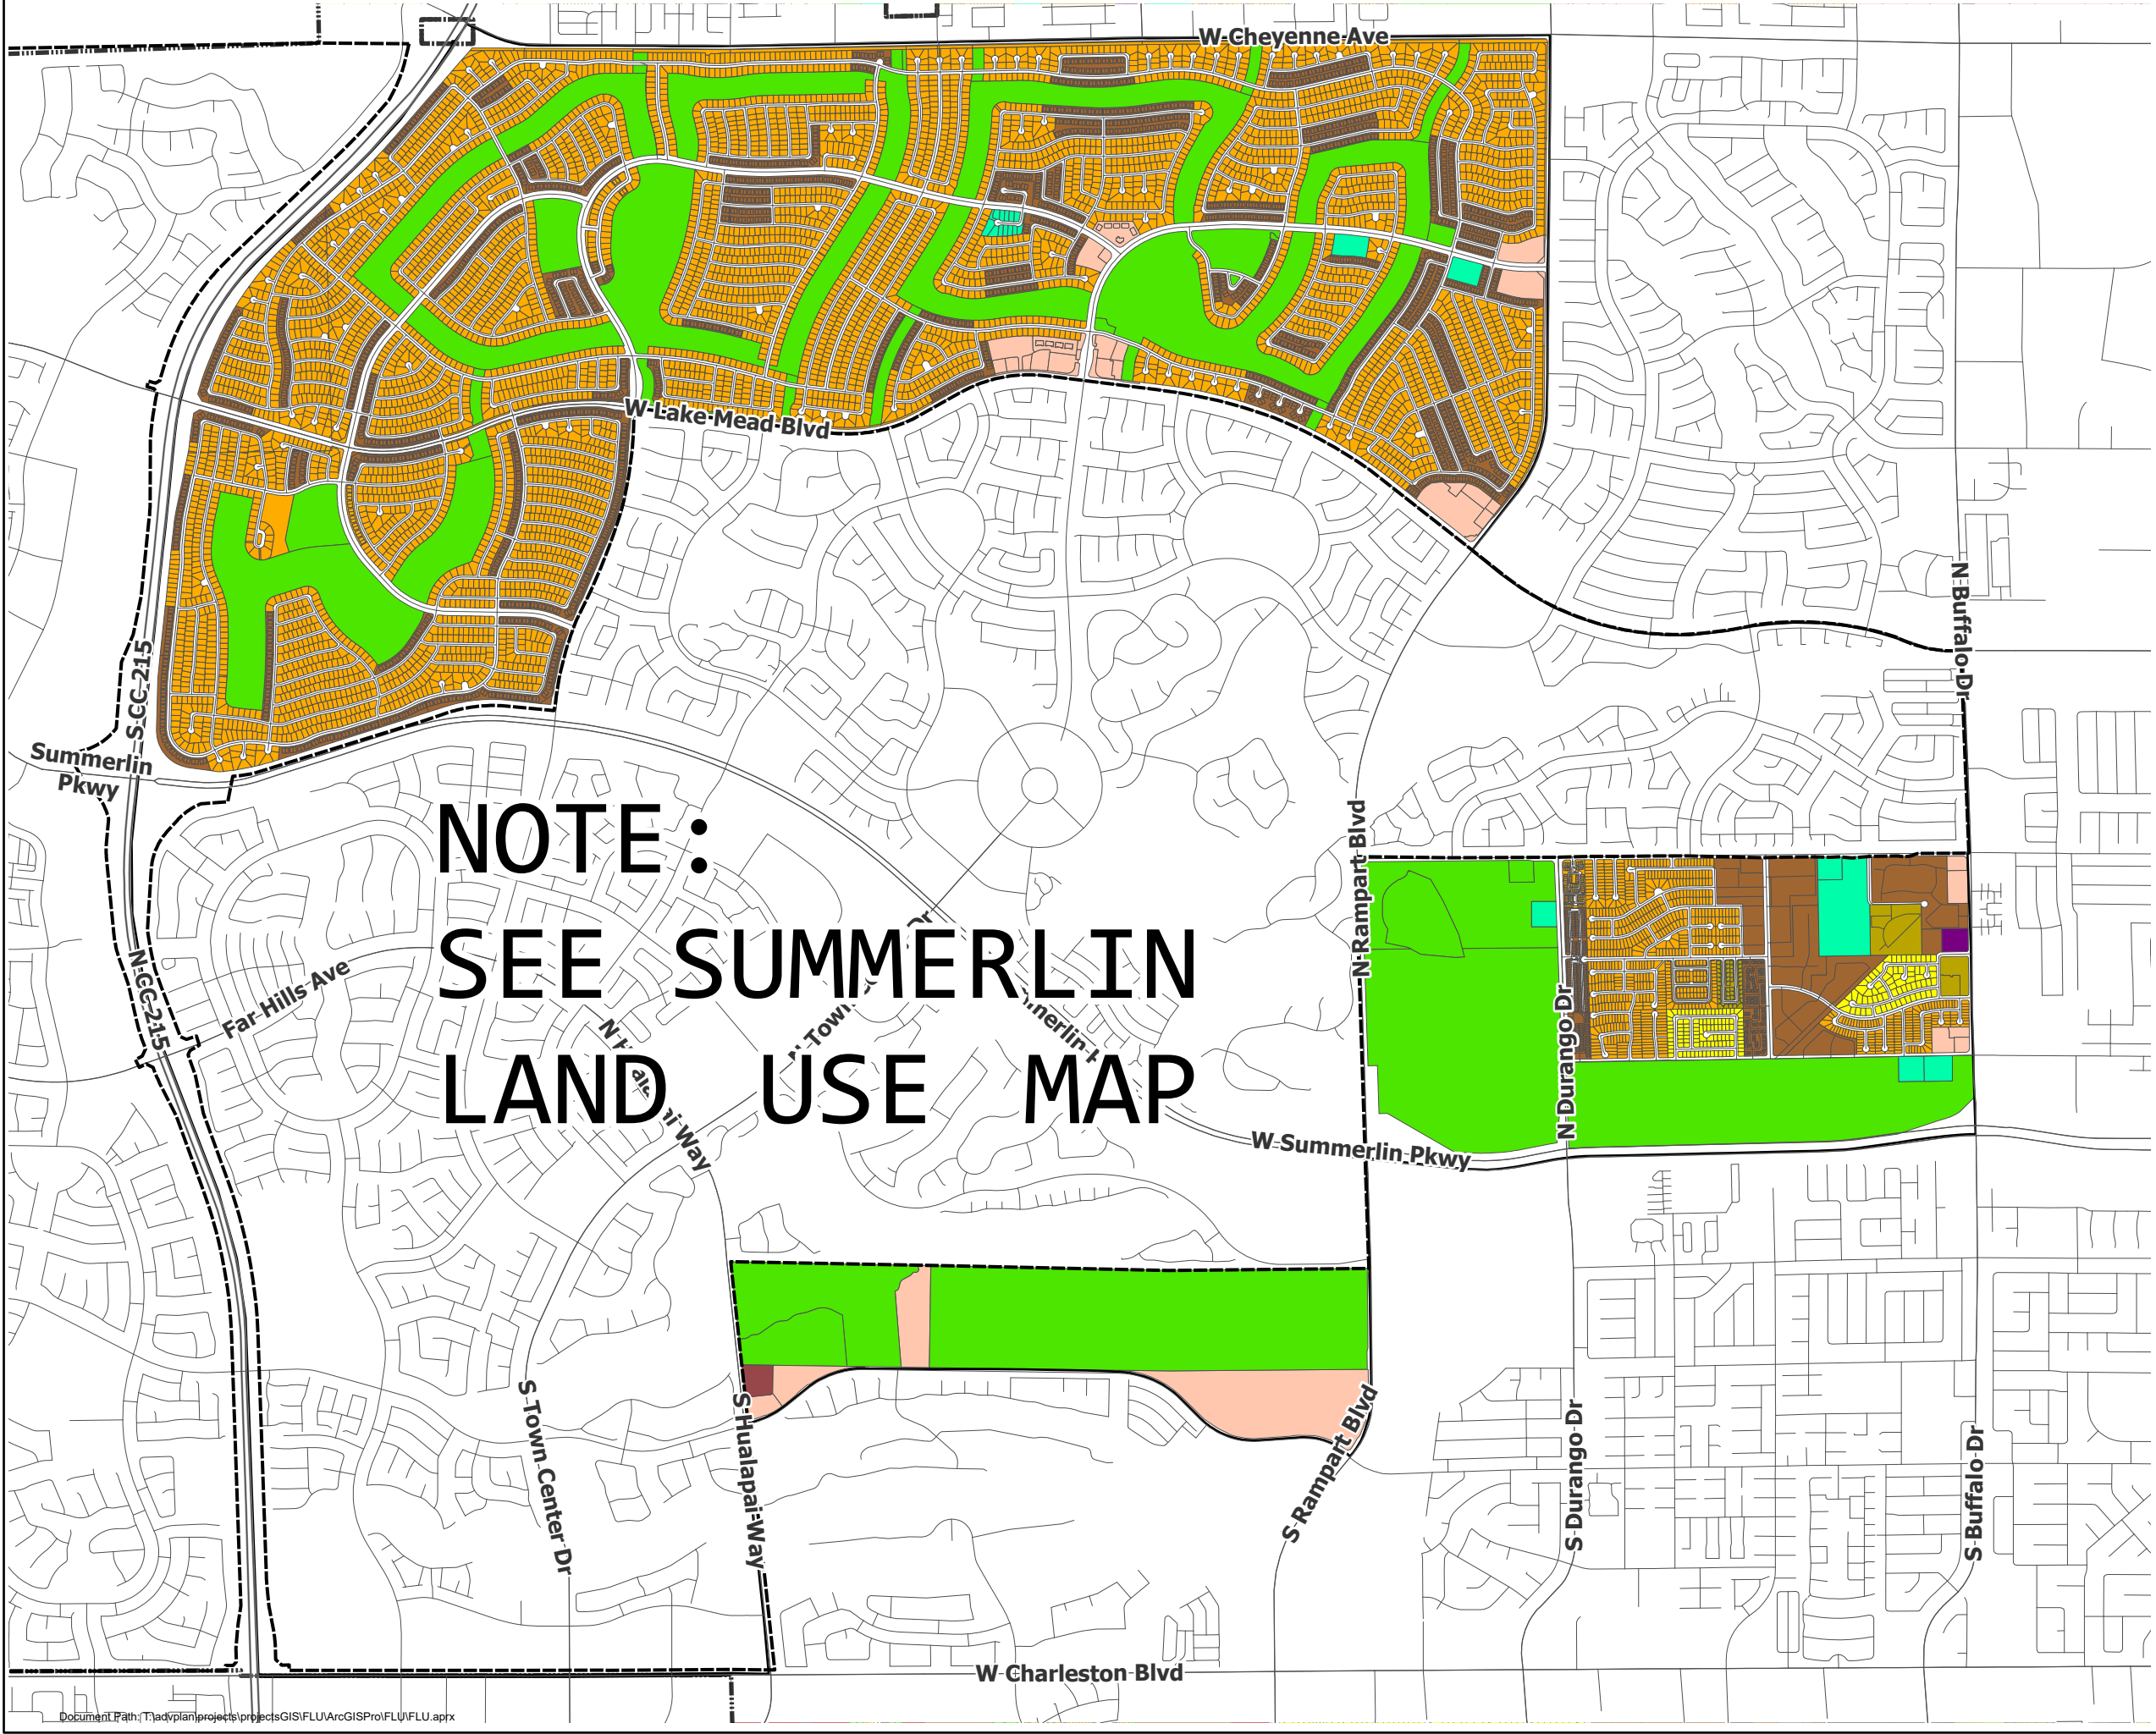 W Cheyenne Ave
W Lake Mead Blvd
N Buffalo Dr
S CC 215
Summerlin
Pkwy
NOTE:
SEE SUMMERLIN
LAND USE MAP
N Rampart Blvd
N CC 215
Far Hills Ave
N Durango Dr
W Summerlin Pkwy
S Town Center Dr
S Hualapai Way
S Rampart Blvd
S Durango Dr
S Buffalo Dr
W Charleston Blvd
Document Path: T:\advplan\projects\projectsGIS\FLU\ArcGISPro\FLU\FLU.aprx